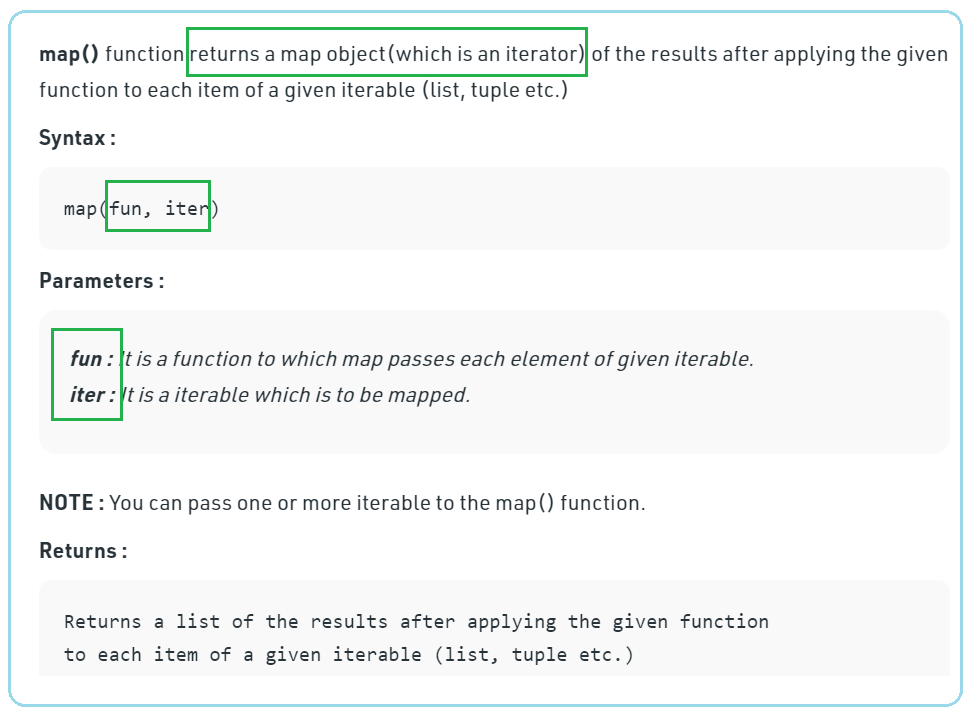 map() function returns a map object(which is an iterator) of the results after applying the given
function to each item of a given iterable (list, tuple etc.)
Syntax :
map(fun, iter)
Parameters :
fun : It is a function to which map passes each element of given iterable.
iter : It is a iterable which is to be mapped.
NOTE : You can pass one or more iterable to the map() function.
Returns :
Returns a list of the results after applying the given function
to each item of a given iterable (list, tuple etc.)